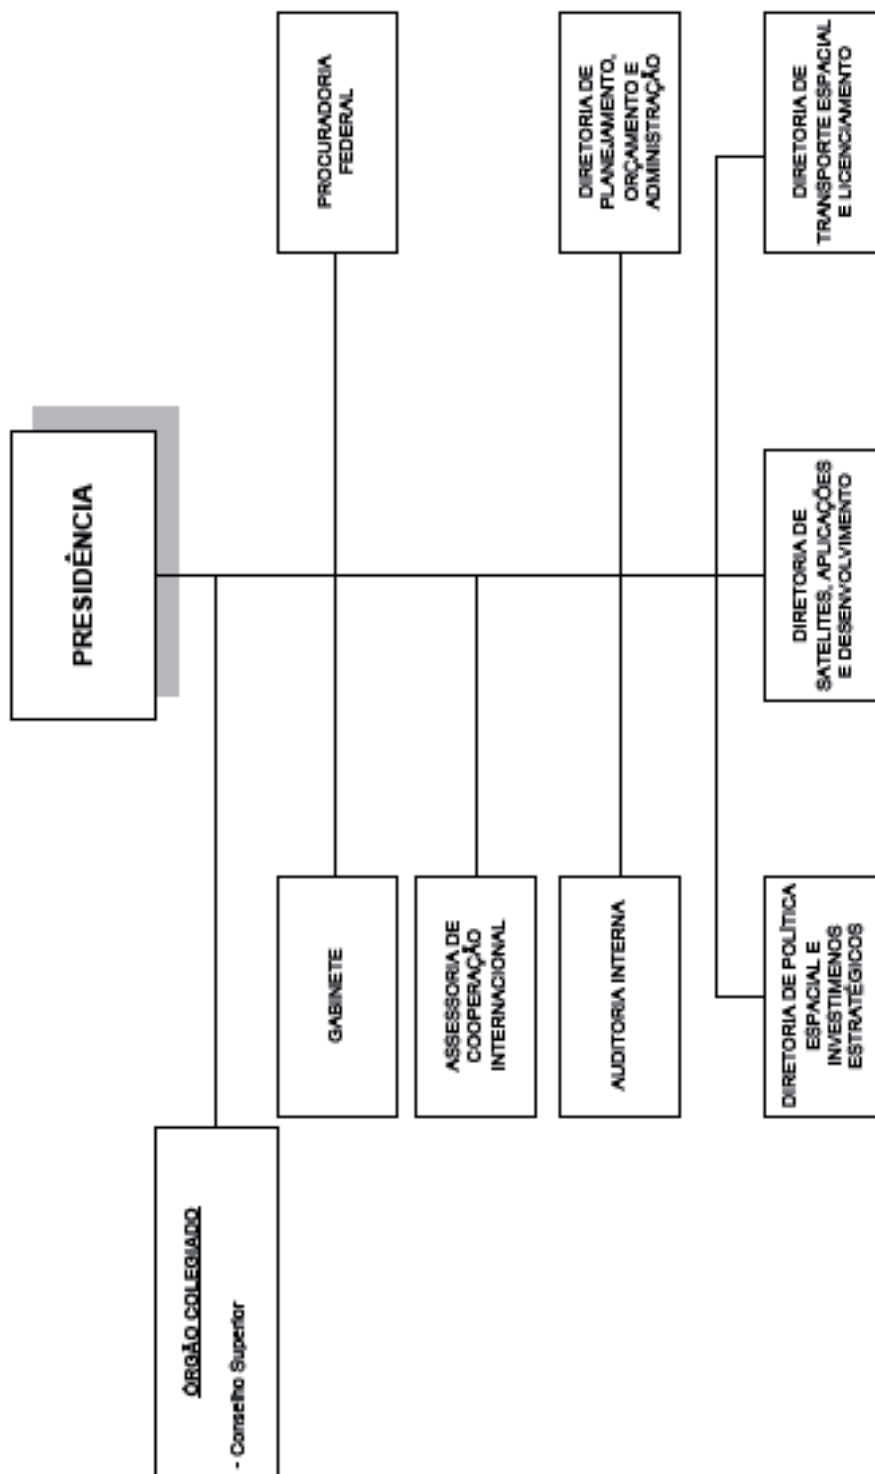 PRESIDÊNCIA
ÓRGÃO COLEGIADO
- Conselho Superior
GABINETE
PROCURADORIA
FEDERAL
ASSESSORIA DE
COOPERAÇÃO
INTERNACIONAL
AUDITORIA INTERNA
DIRETORIA DE
PLANEJAMENTO,
ORÇAMENTO E
ADMINISTRAÇÃO
DIRETORIA DE POLÍTICA
ESPACIAL E
INVESTIMENOS
ESTRATÉGICOS
DIRETORIA DE
SATELITES, APLICAÇÕES
E DESENVOLVIMENTO
DIRETORIA DE
TRANSPORTE ESPACIAL
E LICENCIAMENTO